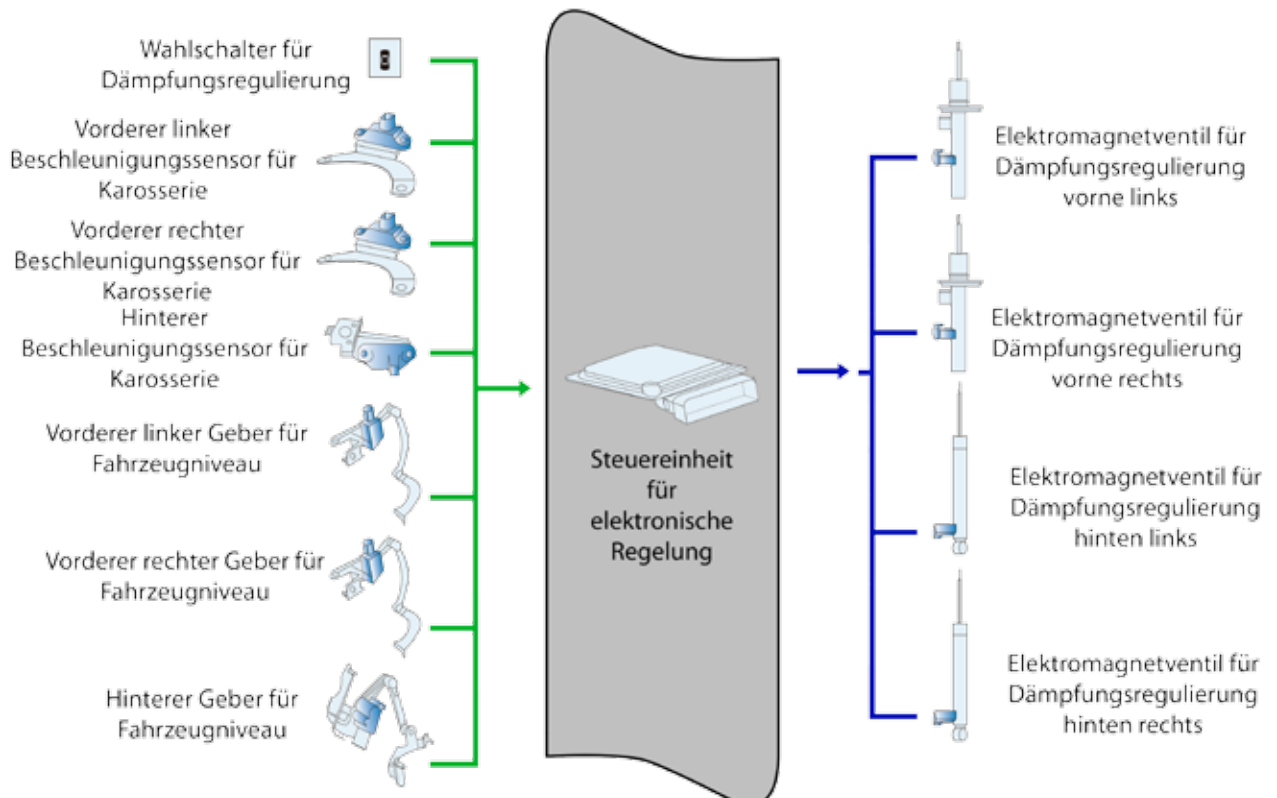 Wahlschalter für
Dämpfungsregulierung
Vorderer linker
Beschleunigungssensor für
Karosserie
Vorderer rechter
Beschleunigungssensor für
Karosserie
Hinterer
Beschleunigungssensor für
Karosserie
Vorderer linker Geber für
Fahrzeugniveau
Vorderer rechter Geber für
Fahrzeugniveau
Hinterer Geber für
Fahrzeugniveau
Steuereinheit
für
elektronische
Regelung
Elektromagnetventil für
Dämpfungsregulierung
vorne links
Elektromagnetventil für
Dämpfungsregulierung
vorne rechts
Elektromagnetventil für
Dämpfungsregulierung
hinten links
Elektromagnetventil für
Dämpfungsregulierung
hinten rechts